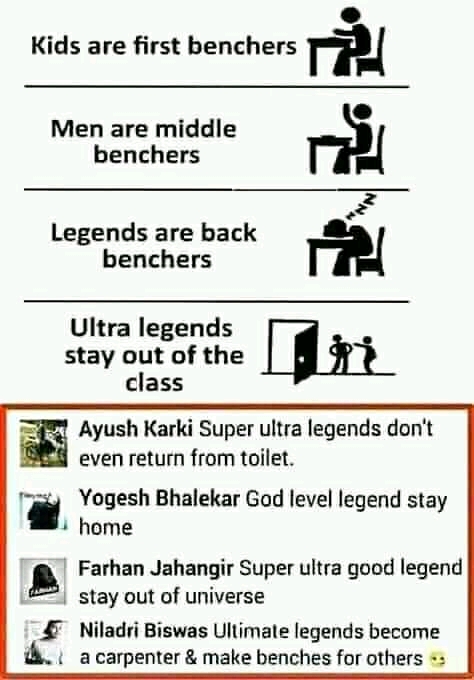 Kids are first benchers
Men are middle
benchers
zzz
Legends are back
benchers
Ultra legends
stay out of the
class
Ayush Karki Super ultra legends don't
even return from toilet.
Yogesh Bhalekar God level legend stay
home
Farhan Jahangir Super ultra good legend
stay out of universe
FARHAN
Niladri Biswas Ultimate legends become
a carpenter & make benches for others